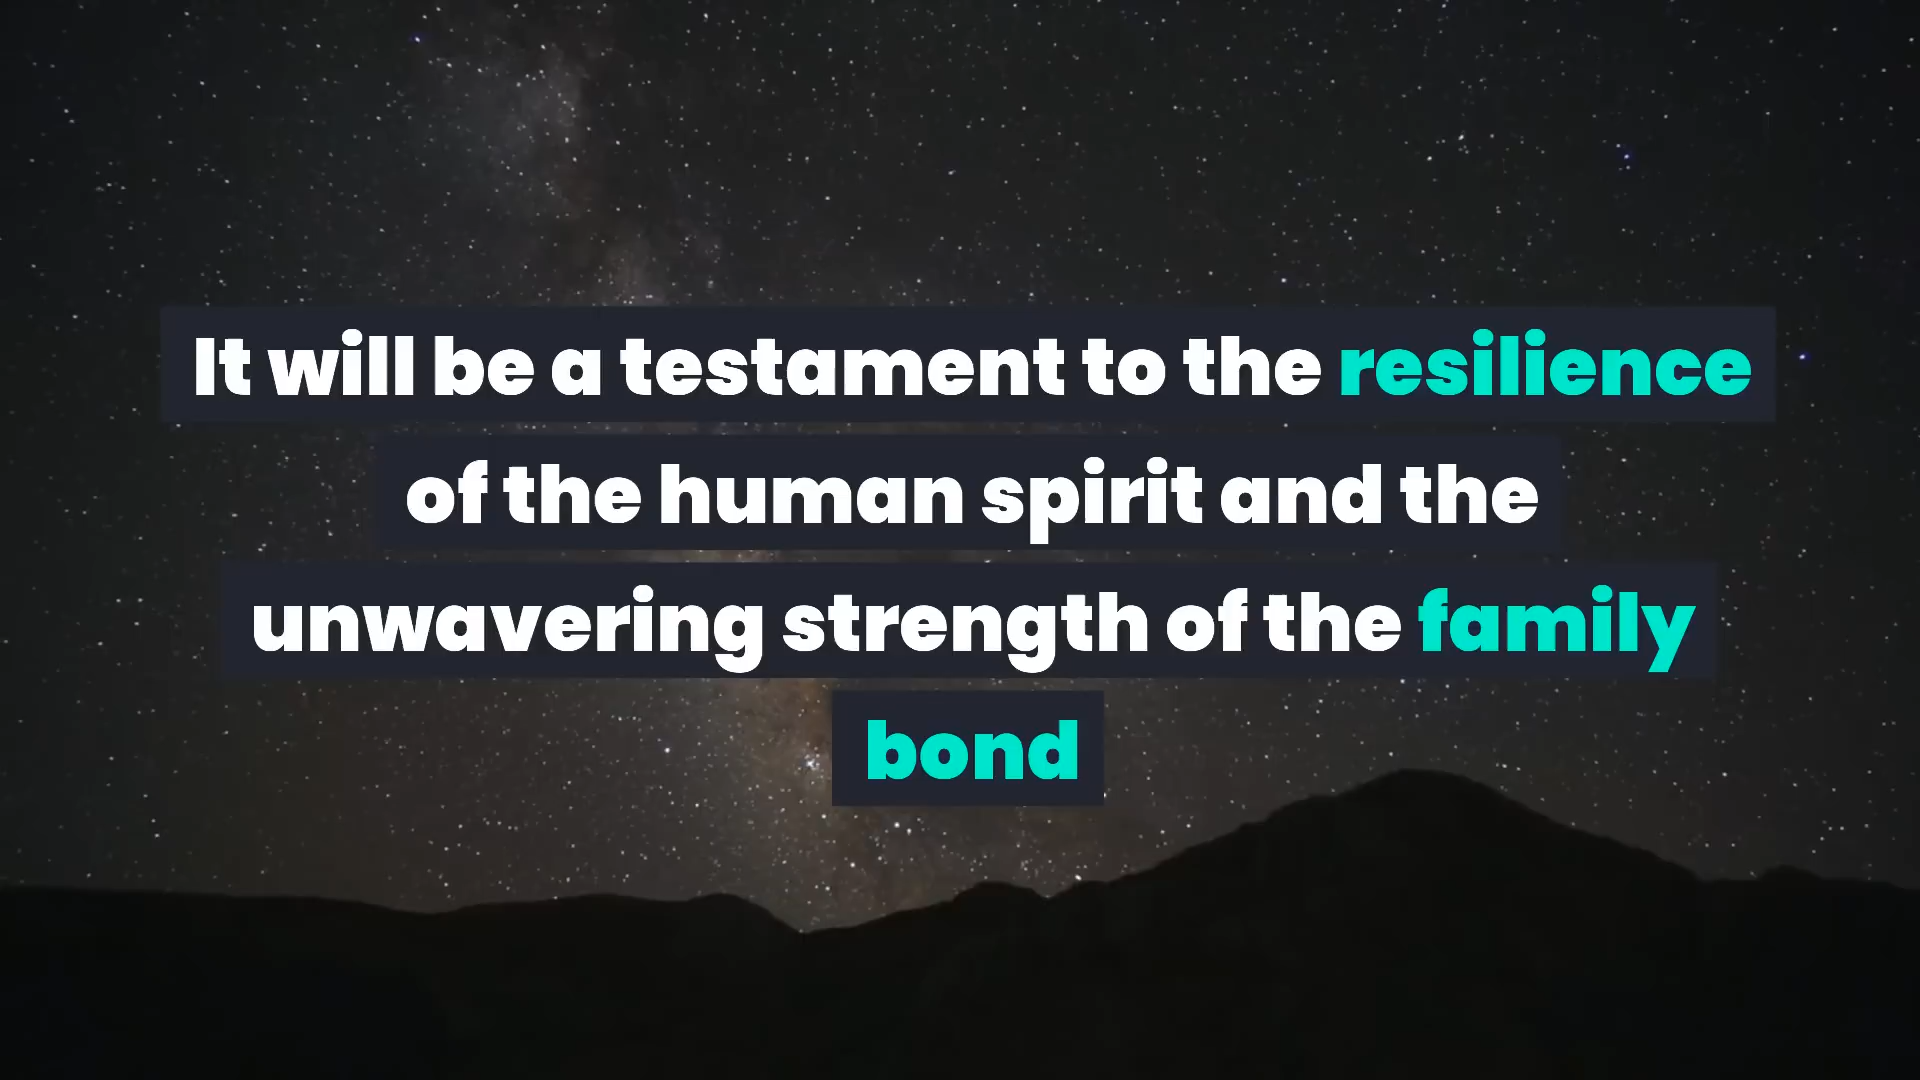 It will be a testament to the resilience
of the human spirit and the
unwavering strength of the family
bond